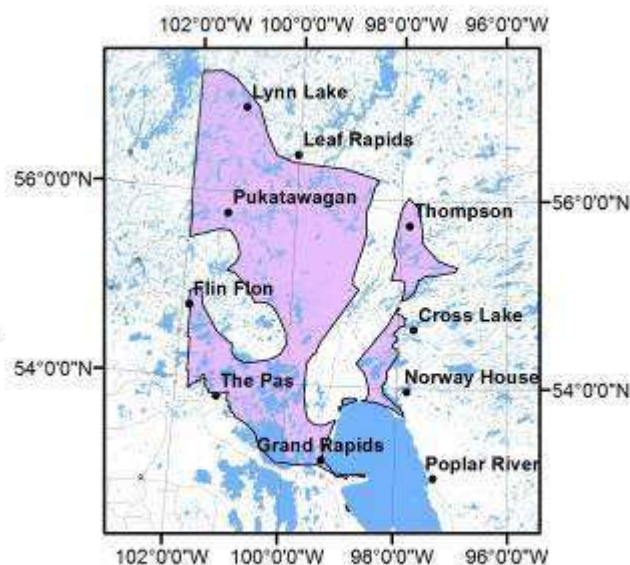 102°0'0"W 100°0'0"W 98°0'0"W 96°0'0"W
Lynn Lake
Leaf Rapids
56°0'0"N
56°0'0"N
Pukatawagan
Thompson
Flin Flon
Cross Lake
54°0'0"N
54°0'0"N
The Pas
Norway House
Grand Rapids
Poplar River
102°0'0"W 100°0'0"W 98°0'0"W 96°0'0"W